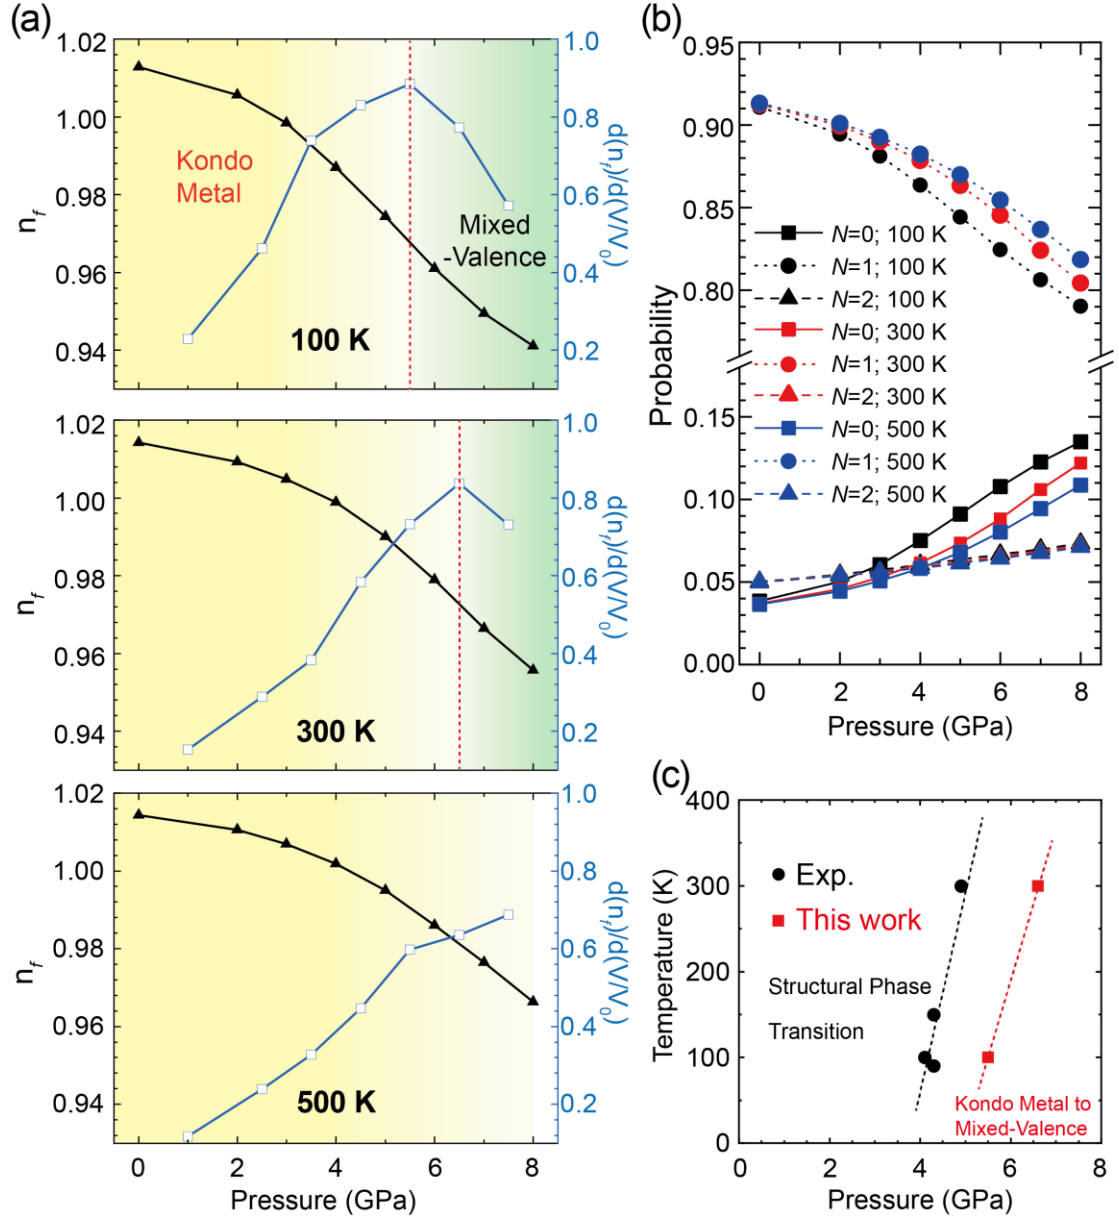 (a)
1.02
1.00
0.98
0.96
0.94
n_f
Kondo
Metal
Mixed
-Valence
100 K
1.0
0.8
0.6
0.4
0.2
d(n_f)/d(V/V_0)
1.02
1.00
0.98
0.96
0.94
n_f
300 K
1.0
0.8
0.6
0.4
0.2
d(n_f)/d(V/V_0)
1.02
1.00
0.98
0.96
0.94
n_f
500 K
1.0
0.8
0.6
0.4
0.2
d(n_f)/d(V/V_0)
0 2 4 6 8
Pressure (GPa)
(b)
0.95
0.90
0.85
0.80
0.15
0.10
0.05
0.00
Probability
N=0; 100 K
N=1; 100 K
N=2; 100 K
N=0; 300 K
N=1; 300 K
N=2; 300 K
N=0; 500 K
N=1; 500 K
N=2; 500 K
0 2 4 6 8
Pressure (GPa)
(c)
400
300
200
100
0
Temperature (K)
Exp.
This work
Structural Phase
Transition
Kondo Metal to
Mixed-Valence
0 2 4 6 8
Pressure (GPa)